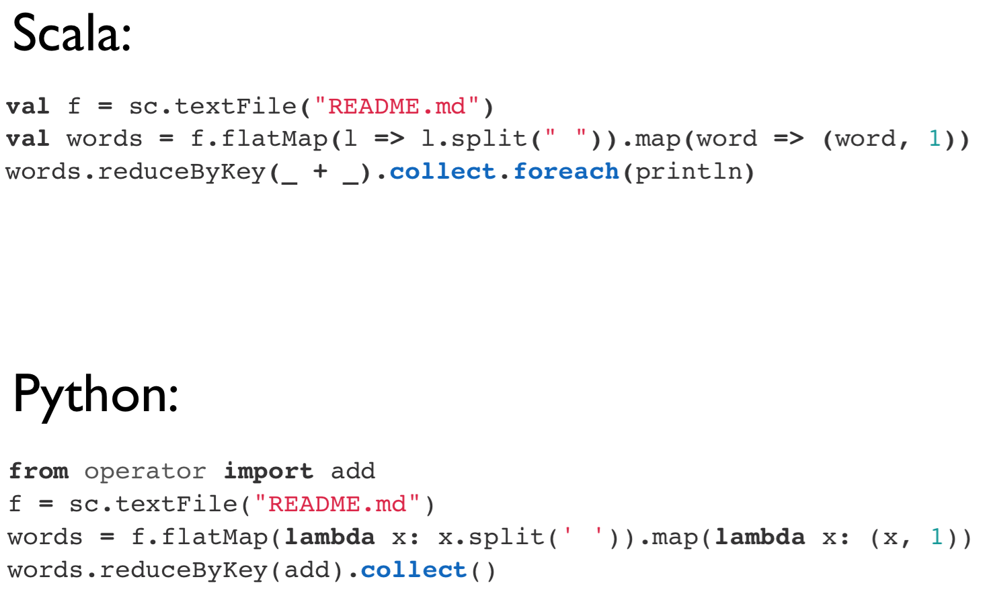 Scala:
val f = sc.textFile("README.md")
val words = f.flatMap(l => l.split(" ")).map(word => (word, 1))
words.reduceByKey(_ + _).collect.foreach(println)
Python:
from operator import add
f = sc.textFile("README.md")
words = f.flatMap(lambda x: x.split(' ')).map(lambda x: (x, 1))
words.reduceByKey(add).collect()